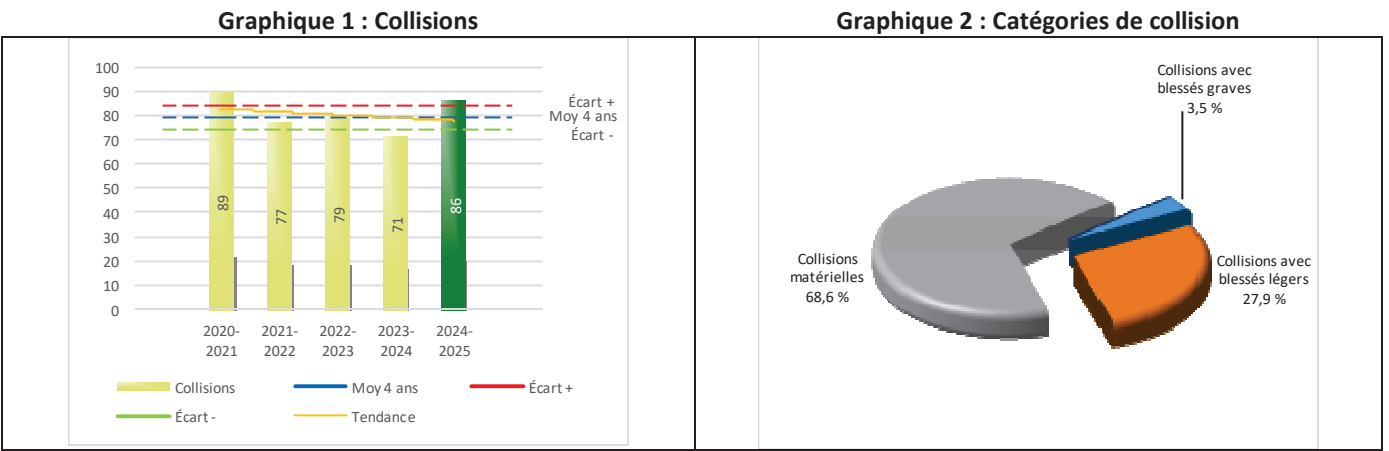 Graphique 1 : Collisions
100
90
80
70
60
50
40
30
20
10
0
89
77
79
71
86
Écart +
Moy 4 ans
Écart -
2020-
2021
2021-
2022
2022-
2023
2023-
2024
2024-
2025
Collisions
Moy 4 ans
Écart +
Écart -
Tendance
Graphique 2 : Catégories de collision
Collisions avec
blessés graves
3,5 %
Collisions
matérielles
68,6 %
Collisions avec
blessés légers
27,9 %